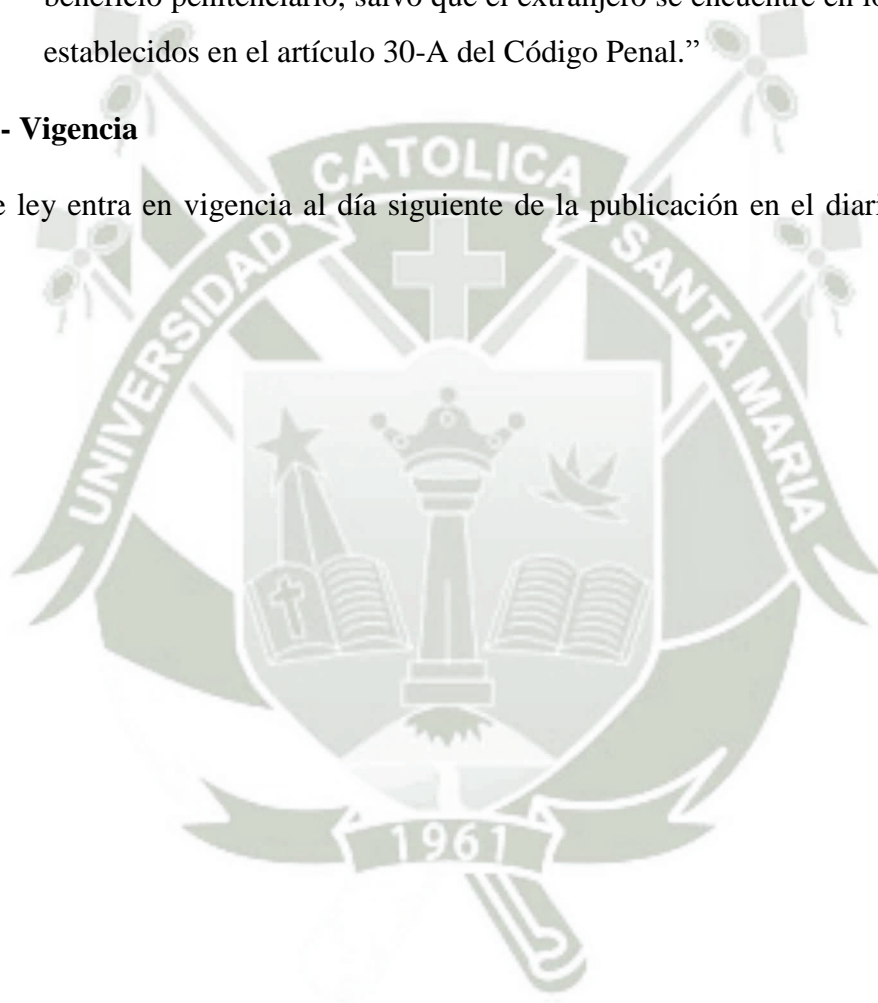 beneficio penitenciario, salvo que el extranjero se encuentre en lo
establecidos en el artículo 30-A del Código Penal.”
- Vigencia
e ley entra en vigencia al día siguiente de la publicación en el diari
UNIVERSIDAD CATOLICA SANTA MARIA
1961